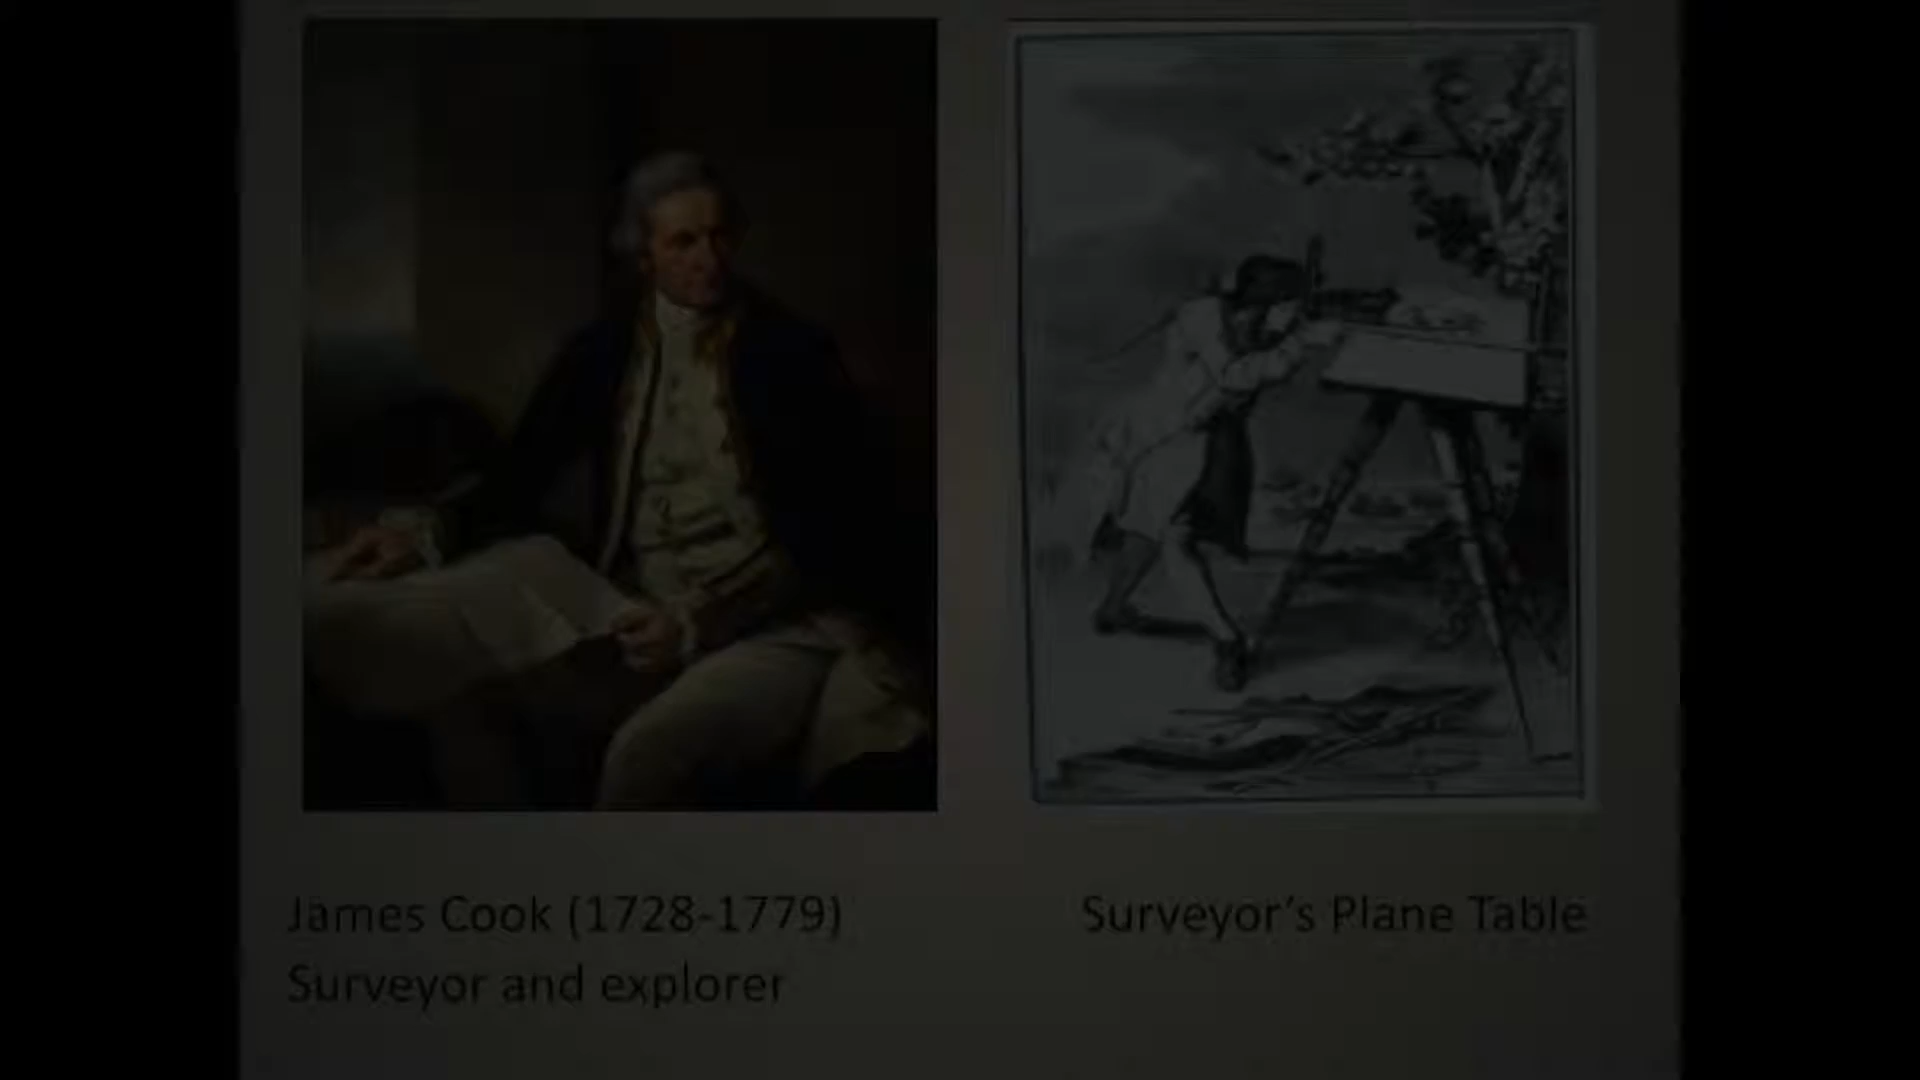 James Cook (1728-1779)
Surveyor and explorer
Surveyor's Plane Table